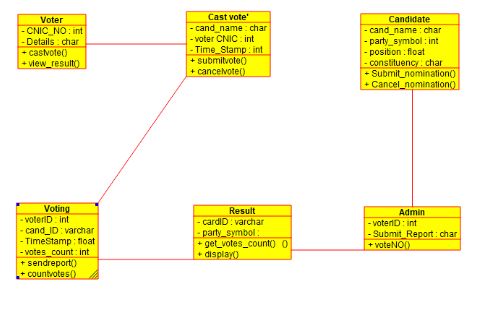 Voter
- CNIC_NO : int
- Details : char
+ castvote()
+ view_result()
Cast vote'
- cand_name : char
- voter CNIC : int
- Time_Stamp : int
+ submitvote()
+ cancelvote()
Candidate
- cand_name : char
- party_symbol : int
- position : float
- constituency : char
+ Submit_nomination()
+ Cancel_nomination()
Voting
- voterID : int
- cand_ID : varchar
- TimeStamp : float
- votes_count : int
+ sendreport()
+ countvotes()
Result
- cardID : varchar
- party_symbol :
+ get_votes_count() ()
+ display()
Admin
- voterID : int
- Submit_Report : char
+ voteNO()